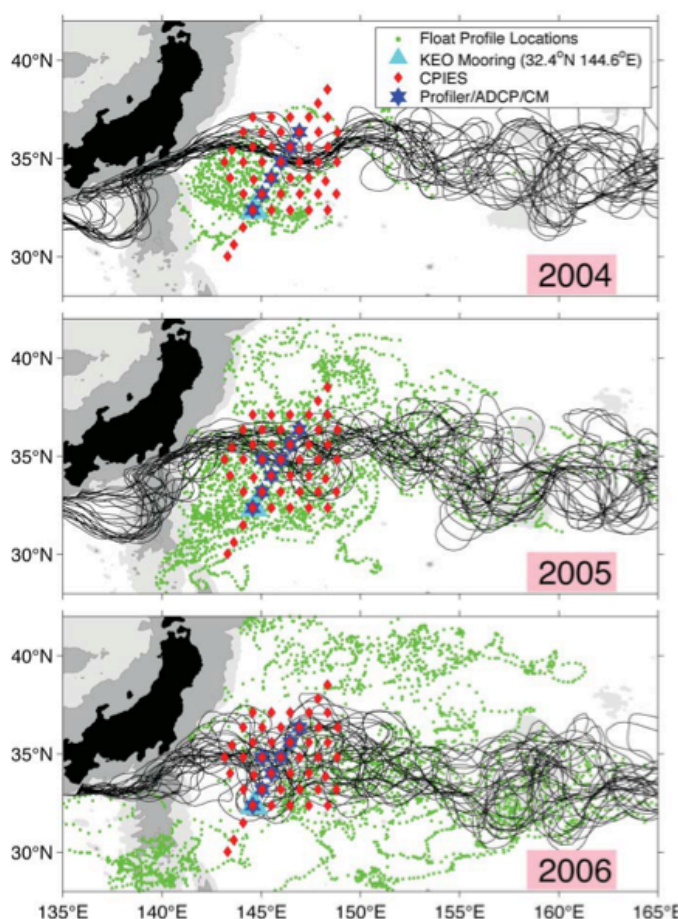 40°N
35°N
30°N
Float Profile Locations
KEO Mooring (32.4°N 144.6°E)
CPIES
Profiler/ADCP/CM
2004
40°N
35°N
30°N
2005
40°N
35°N
30°N
2006
135°E 140°E 145°E 150°E 155°E 160°E 165°E